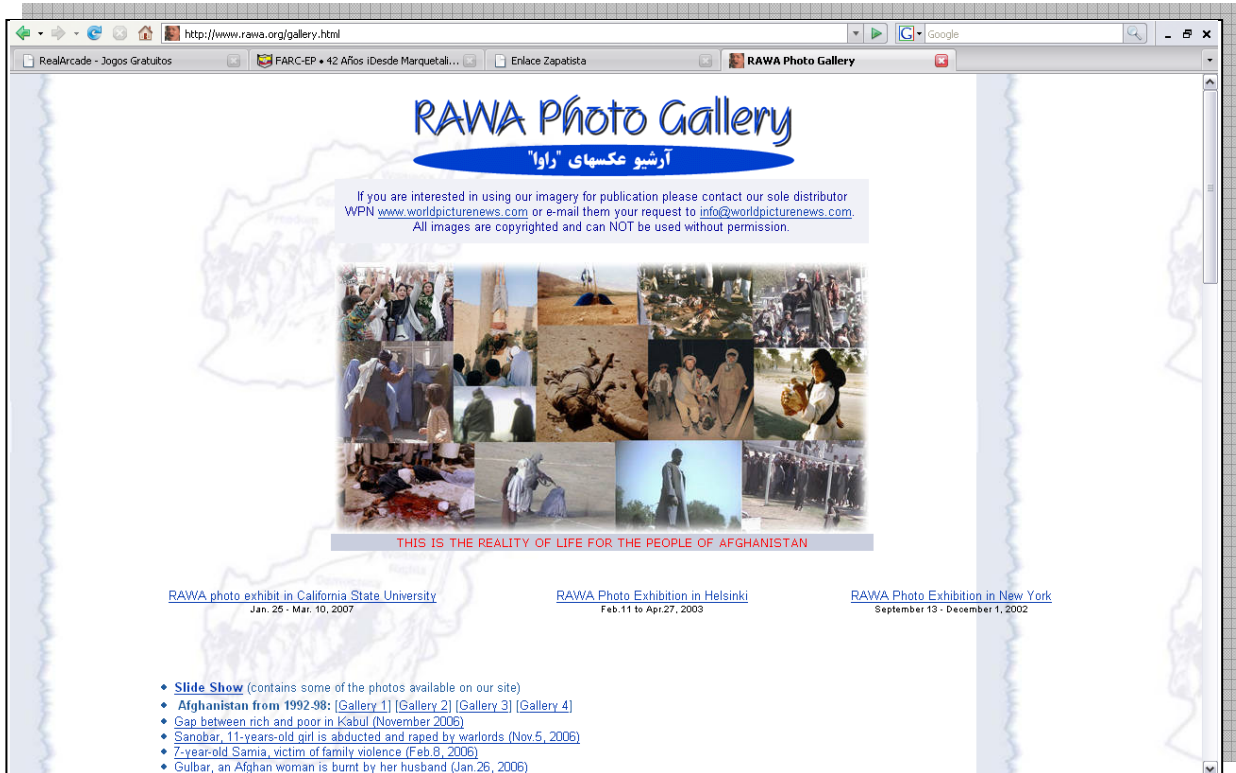 http://www.rawa.org/gallery.html
Google
RealArcade - Jogos Gratuitos
FARC-EP • 42 Años iDesde Marquetali...
Enlace Zapatista
RAWA Photo Gallery
RAWA Photo Gallery
آرشیو عکسهای "راوا"
If you are interested in using our imagery for publication please contact our sole distributor
WPN www.worldpicturenews.com or e-mail them your request to info@worldpicturenews.com.
All images are copyrighted and can NOT be used without permission.
THIS IS THE REALITY OF LIFE FOR THE PEOPLE OF AFGHANISTAN
RAWA photo exhibit in California State University
Jan. 25 - Mar. 10, 2007
RAWA Photo Exhibition in Helsinki
Feb.11 to Apr.27, 2003
RAWA Photo Exhibition in New York
September 13 - December 1, 2002
Slide Show (contains some of the photos available on our site)
Afghanistan from 1992-98: [Gallery 1] [Gallery 2] [Gallery 3] [Gallery 4]
Gap between rich and poor in Kabul (November 2006)
Sanobar, 11-years-old girl is abducted and raped by warlords (Nov.5, 2006)
7-year-old Samia, victim of family violence (Feb.8, 2006)
Gulbar, an Afghan woman is burnt by her husband (Jan.26, 2006)